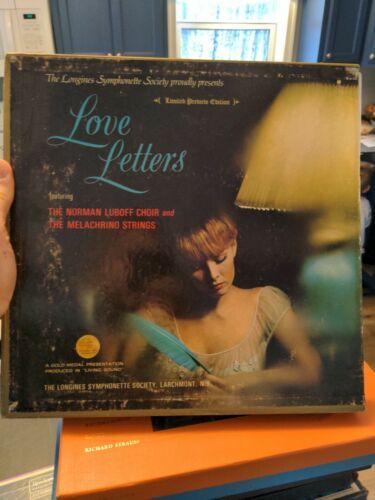 The Longines Symphonette Society proudly presents
Limited Preview Edition
Love
Letters
featuring
THE NORMAN LUBOFF CHOIR and
THE MELACHRINO STRINGS
A GOLD MEDAL PRESENTATION
PRODUCED IN "LIVING SOUND"
THE LONGINES SYMPHONETTE SOCIETY, LARCHMONT, N.Y.
RICHARD STRAUSS